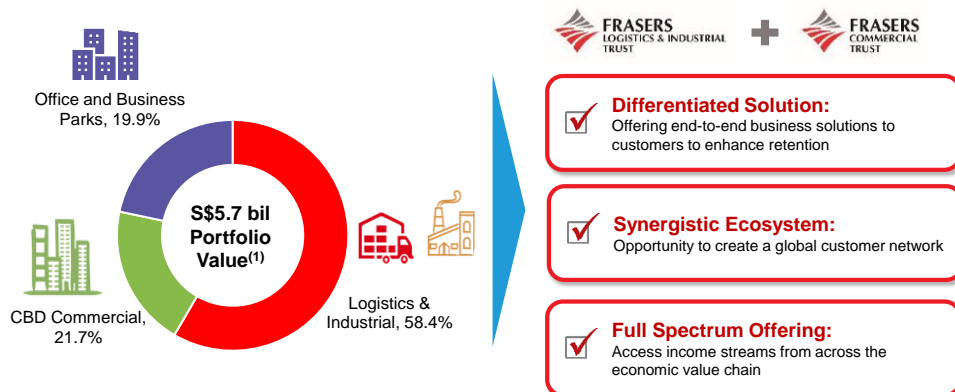 FRASERS
LOGISTICS & INDUSTRIAL
TRUST
FRASERS
COMMERCIAL
TRUST
Office and Business
Parks, 19.9%
S$5.7 bil
Portfolio
Value(1)
CBD Commercial,
21.7%
Logistics &
Industrial, 58.4%
Differentiated Solution:
Offering end-to-end business solutions to
customers to enhance retention
Synergistic Ecosystem:
Opportunity to create a global customer network
Full Spectrum Offering:
Access income streams from across the
economic value chain